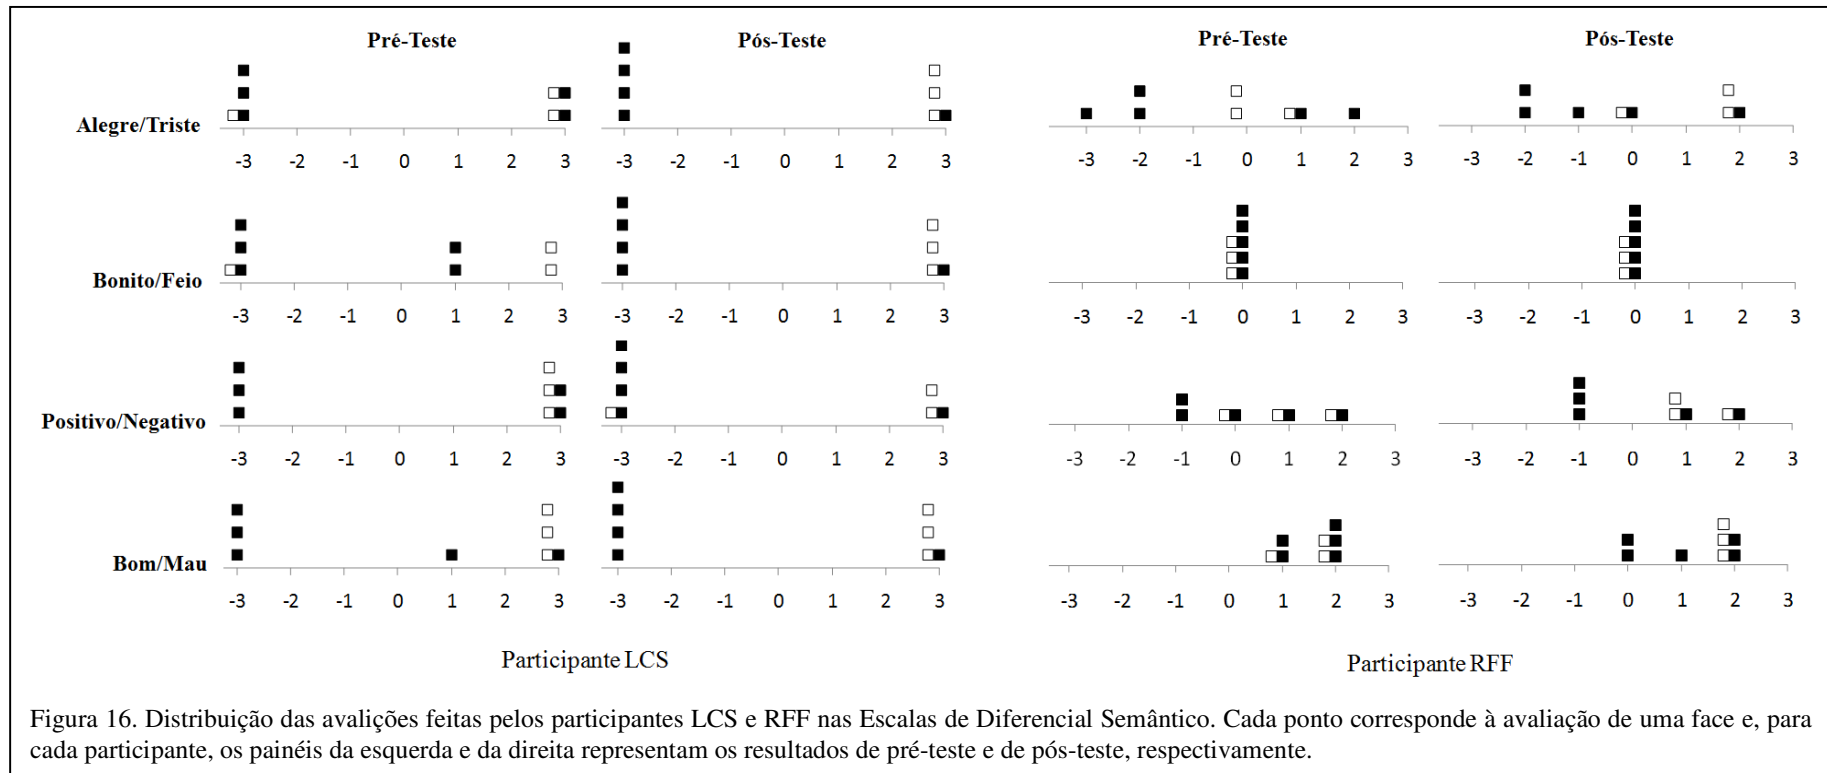 Pré-Teste Pós-Teste Pré-Teste Pós-Teste
Alegre/Triste
-3 -2 -1 0 1 2 3 -3 -2 -1 0 1 2 3 -3 -2 -1 0 1 2 3 -3 -2 -1 0 1 2 3
Bonito/Feio
-3 -2 -1 0 1 2 3 -3 -2 -1 0 1 2 3 -3 -2 -1 0 1 2 3 -3 -2 -1 0 1 2 3
Positivo/Negativo
-3 -2 -1 0 1 2 3 -3 -2 -1 0 1 2 3 -3 -2 -1 0 1 2 3 -3 -2 -1 0 1 2 3
Bom/Mau
-3 -2 -1 0 1 2 3 -3 -2 -1 0 1 2 3 -3 -2 -1 0 1 2 3 -3 -2 -1 0 1 2 3
Participante LCS Participante RFF
Figura 16. Distribuição das avalições feitas pelos participantes LCS e RFF nas Escalas de Diferencial Semântico. Cada ponto corresponde à avaliação de uma face e, para
cada participante, os painéis da esquerda e da direita representam os resultados de pré-teste e de pós-teste, respectivamente.